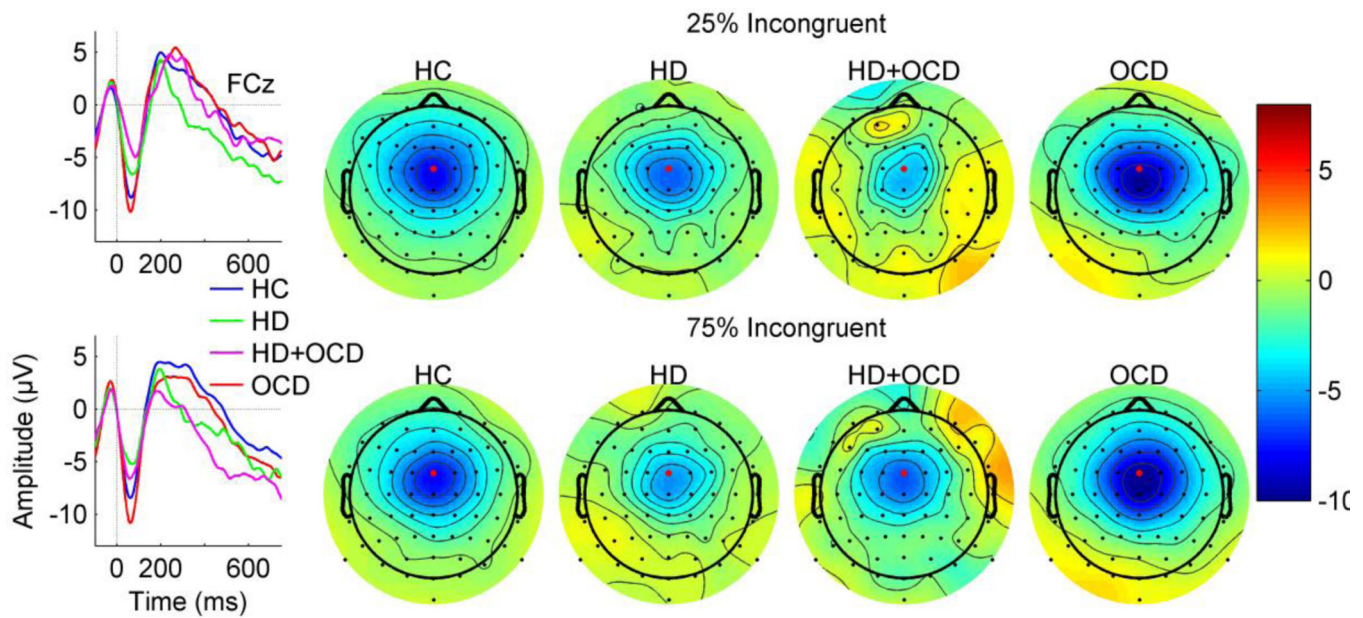 25% Incongruent
5
0
-5
-10
FCz
0 200 600
HC HD HD+OCD OCD
HC
HD
HD+OCD
OCD
5
0
-5
-10
75% Incongruent
5
0
-5
-10
Amplitude (µV)
0 200 600
Time (ms)
HC HD HD+OCD OCD